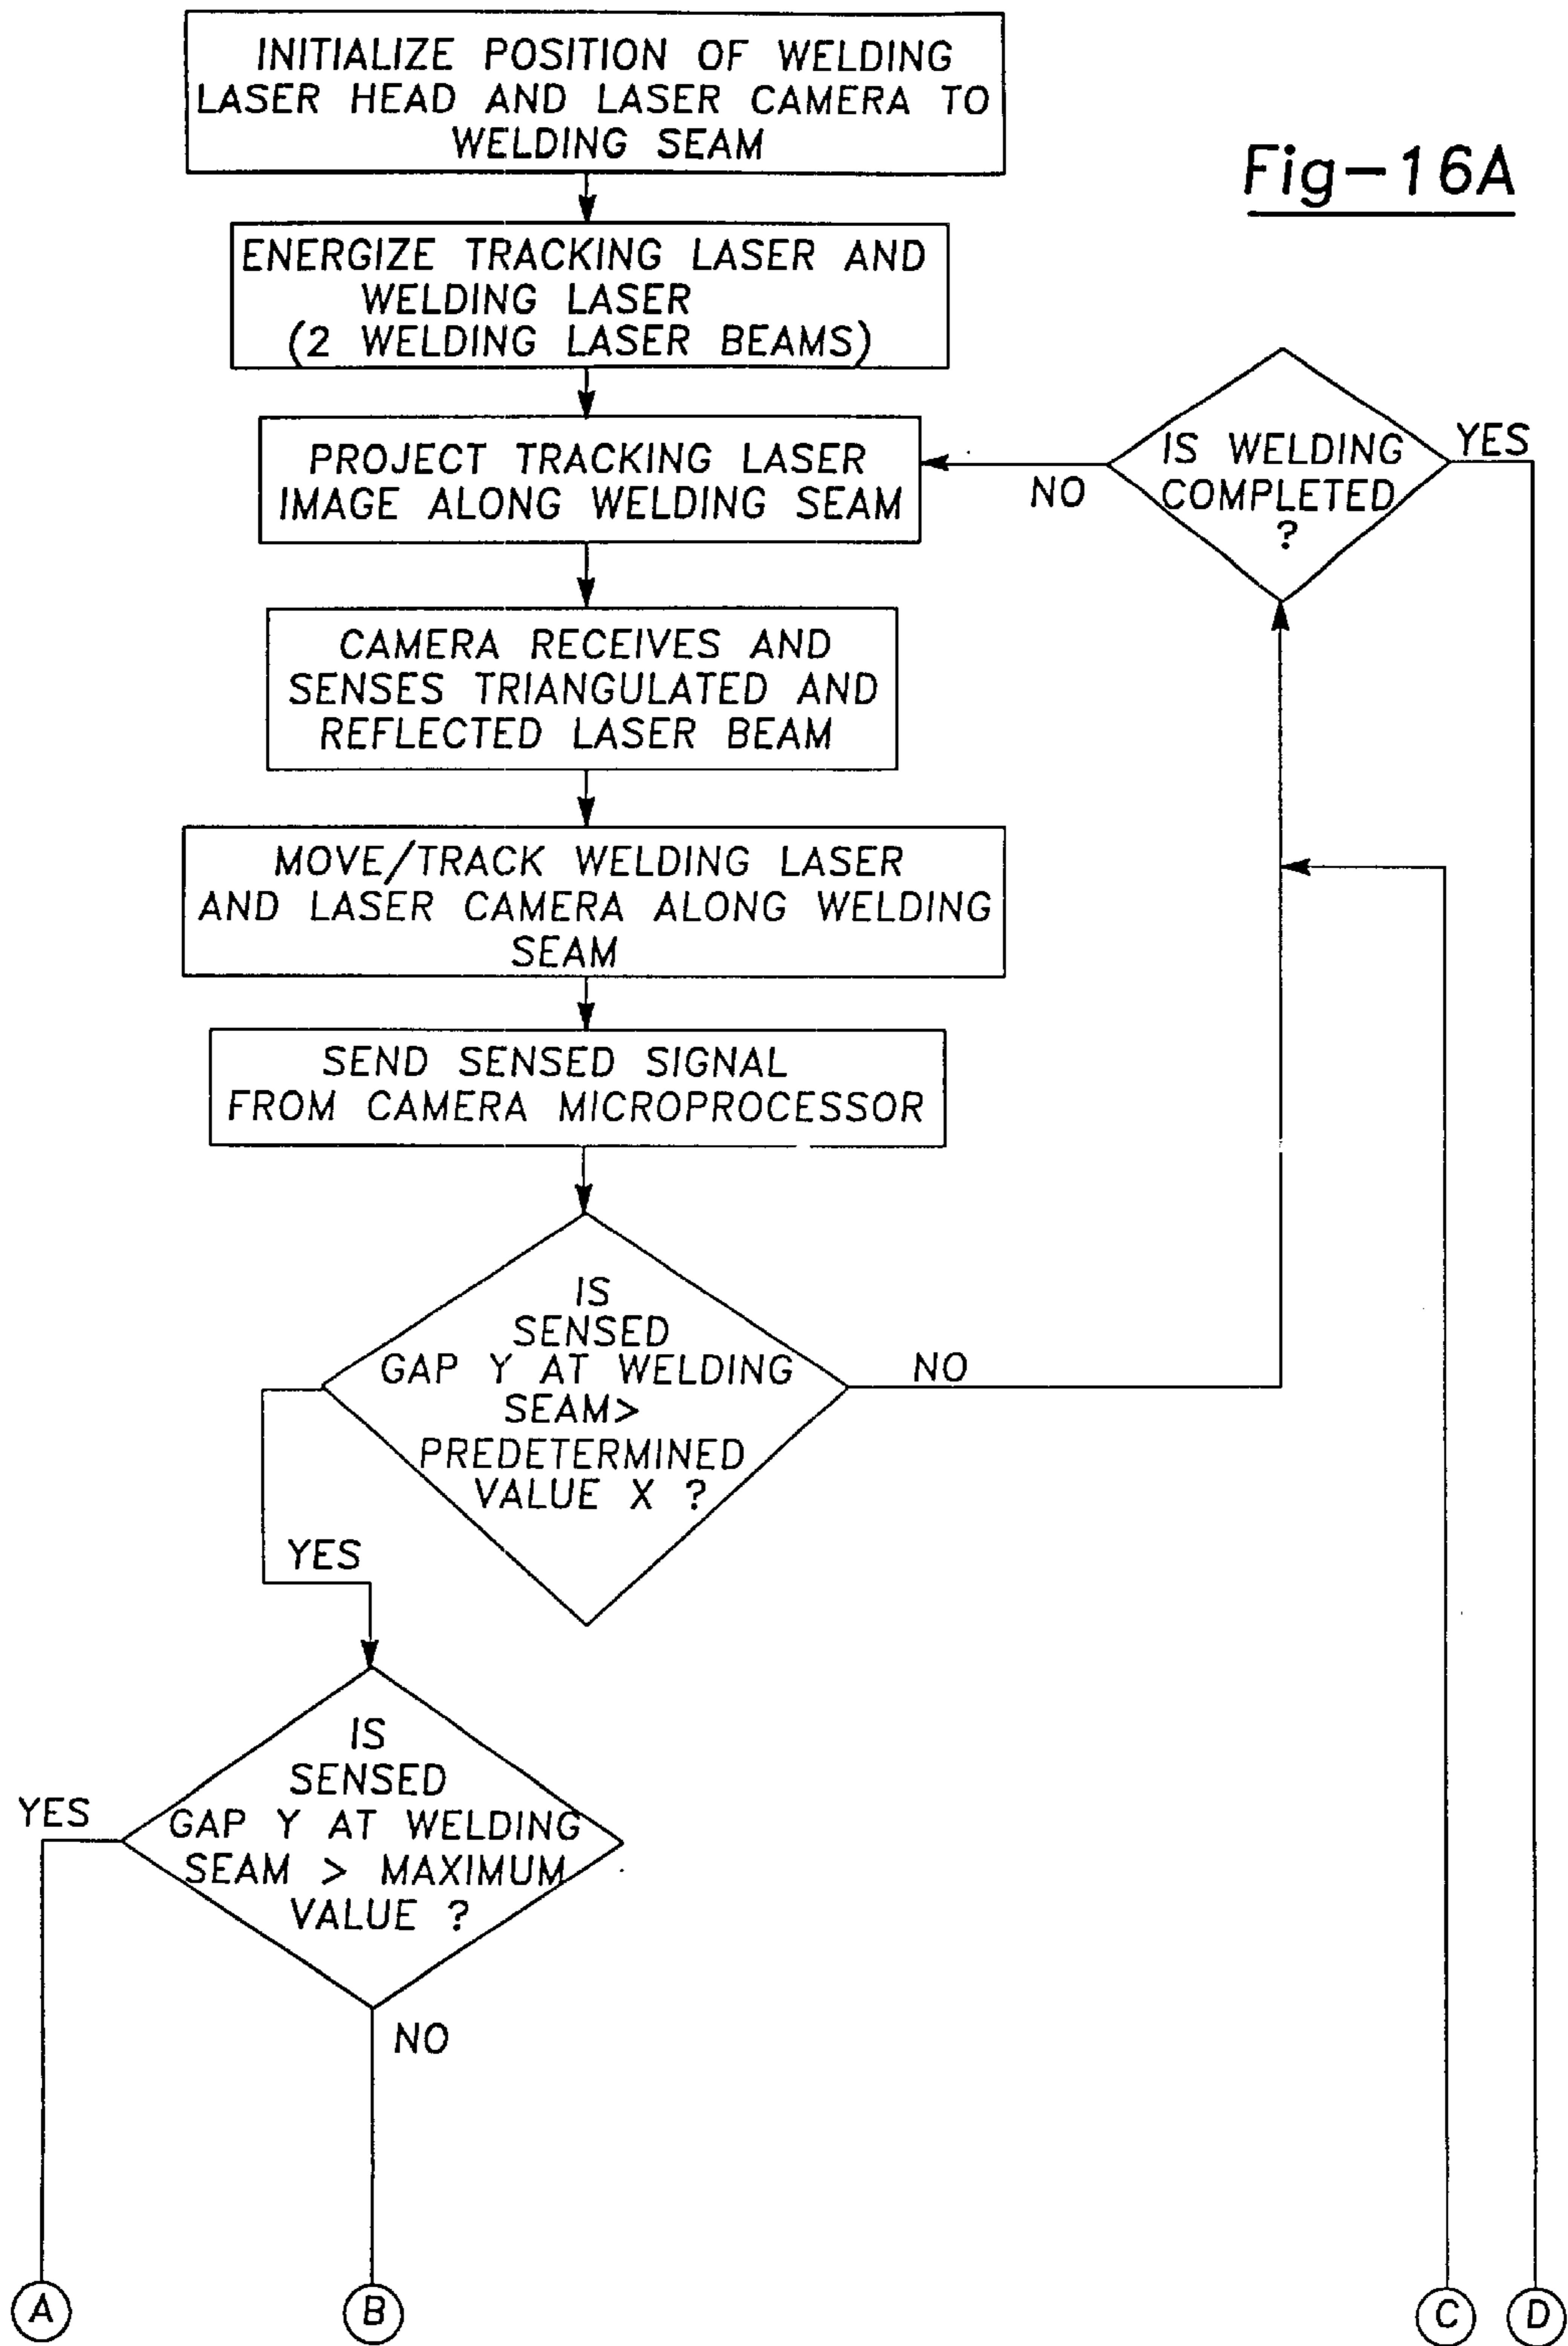 INITIALIZE POSITION OF WELDING
LASER HEAD AND LASER CAMERA TO
WELDING SEAM
Fig-16A
ENERGIZE TRACKING LASER AND
WELDING LASER
(2 WELDING LASER BEAMS)
PROJECT TRACKING LASER
IMAGE ALONG WELDING SEAM
NO
IS WELDING
COMPLETED
?
YES
CAMERA RECEIVES AND
SENSES TRIANGULATED AND
REFLECTED LASER BEAM
MOVE/TRACK WELDING LASER
AND LASER CAMERA ALONG WELDING
SEAM
SEND SENSED SIGNAL
FROM CAMERA MICROPROCESSOR
IS
SENSED
GAP Y AT WELDING
SEAM>
PREDETERMINED
VALUE X ?
NO
YES
IS
SENSED
GAP Y AT WELDING
SEAM > MAXIMUM
VALUE ?
YES
NO
A
B
C
D